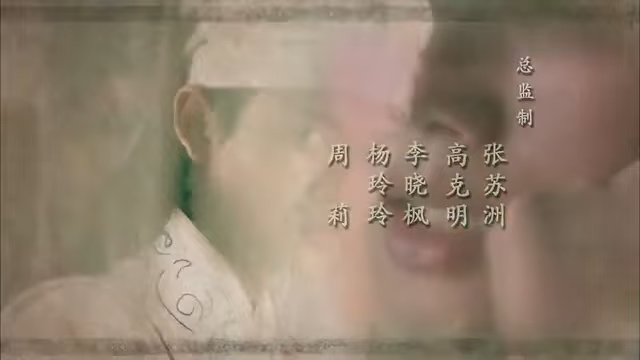 总监制
张苏洲
高克明
李晓枫
杨玲玲
周莉